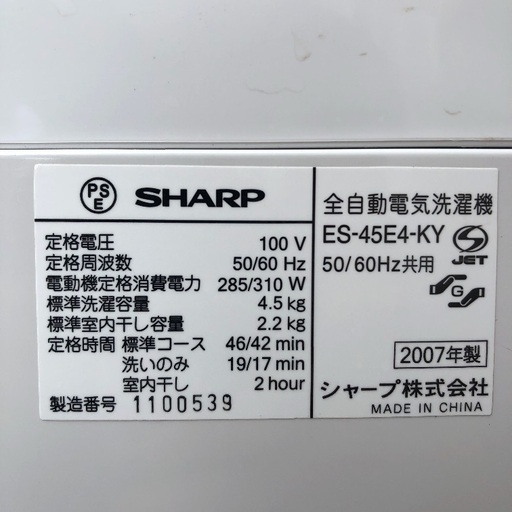 PS E SHARP
定格電圧 100 V
定格周波数 50/60 Hz
電動機定格消費電力 285/310 W
標準洗濯容量 4.5 kg
標準室内干し容量 2.2 kg
定格時間 標準コース 46/42 min
洗いのみ 19/17 min
室内干し 2 hour
製造番号 1100539
全自動電気洗濯機
ES-45E4-KY
50/60Hz共用
JET
G
2007年製
シャープ株式会社
MADE IN CHINA